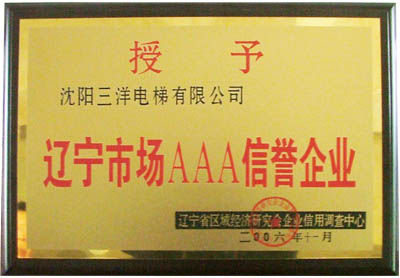 授 予
沈阳三洋电梯有限公司
辽宁市场AAA信誉企业
辽宁省区域经济研究会企业信用调查中心
二〇〇六年十一月